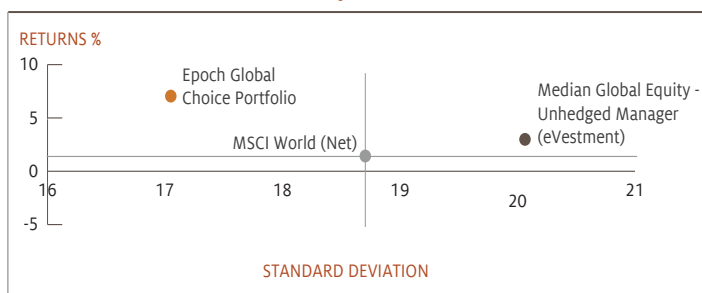 RETURNS %
10
Epoch Global
Choice Portfolio
Median Global Equity -
Unhedged Manager
(eVestment)
5
MSCI World (Net)
0
16
17
18
19
20
21
-5
STANDARD DEVIATION